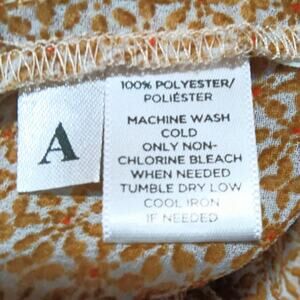 A
100% POLYESTER/
POLIÉSTER
MACHINE WASH
COLD
ONLY NON-
CHLORINE BLEACH
WHEN NEEDED
TUMBLE DRY LOW
COOL IRON
IF NEEDED